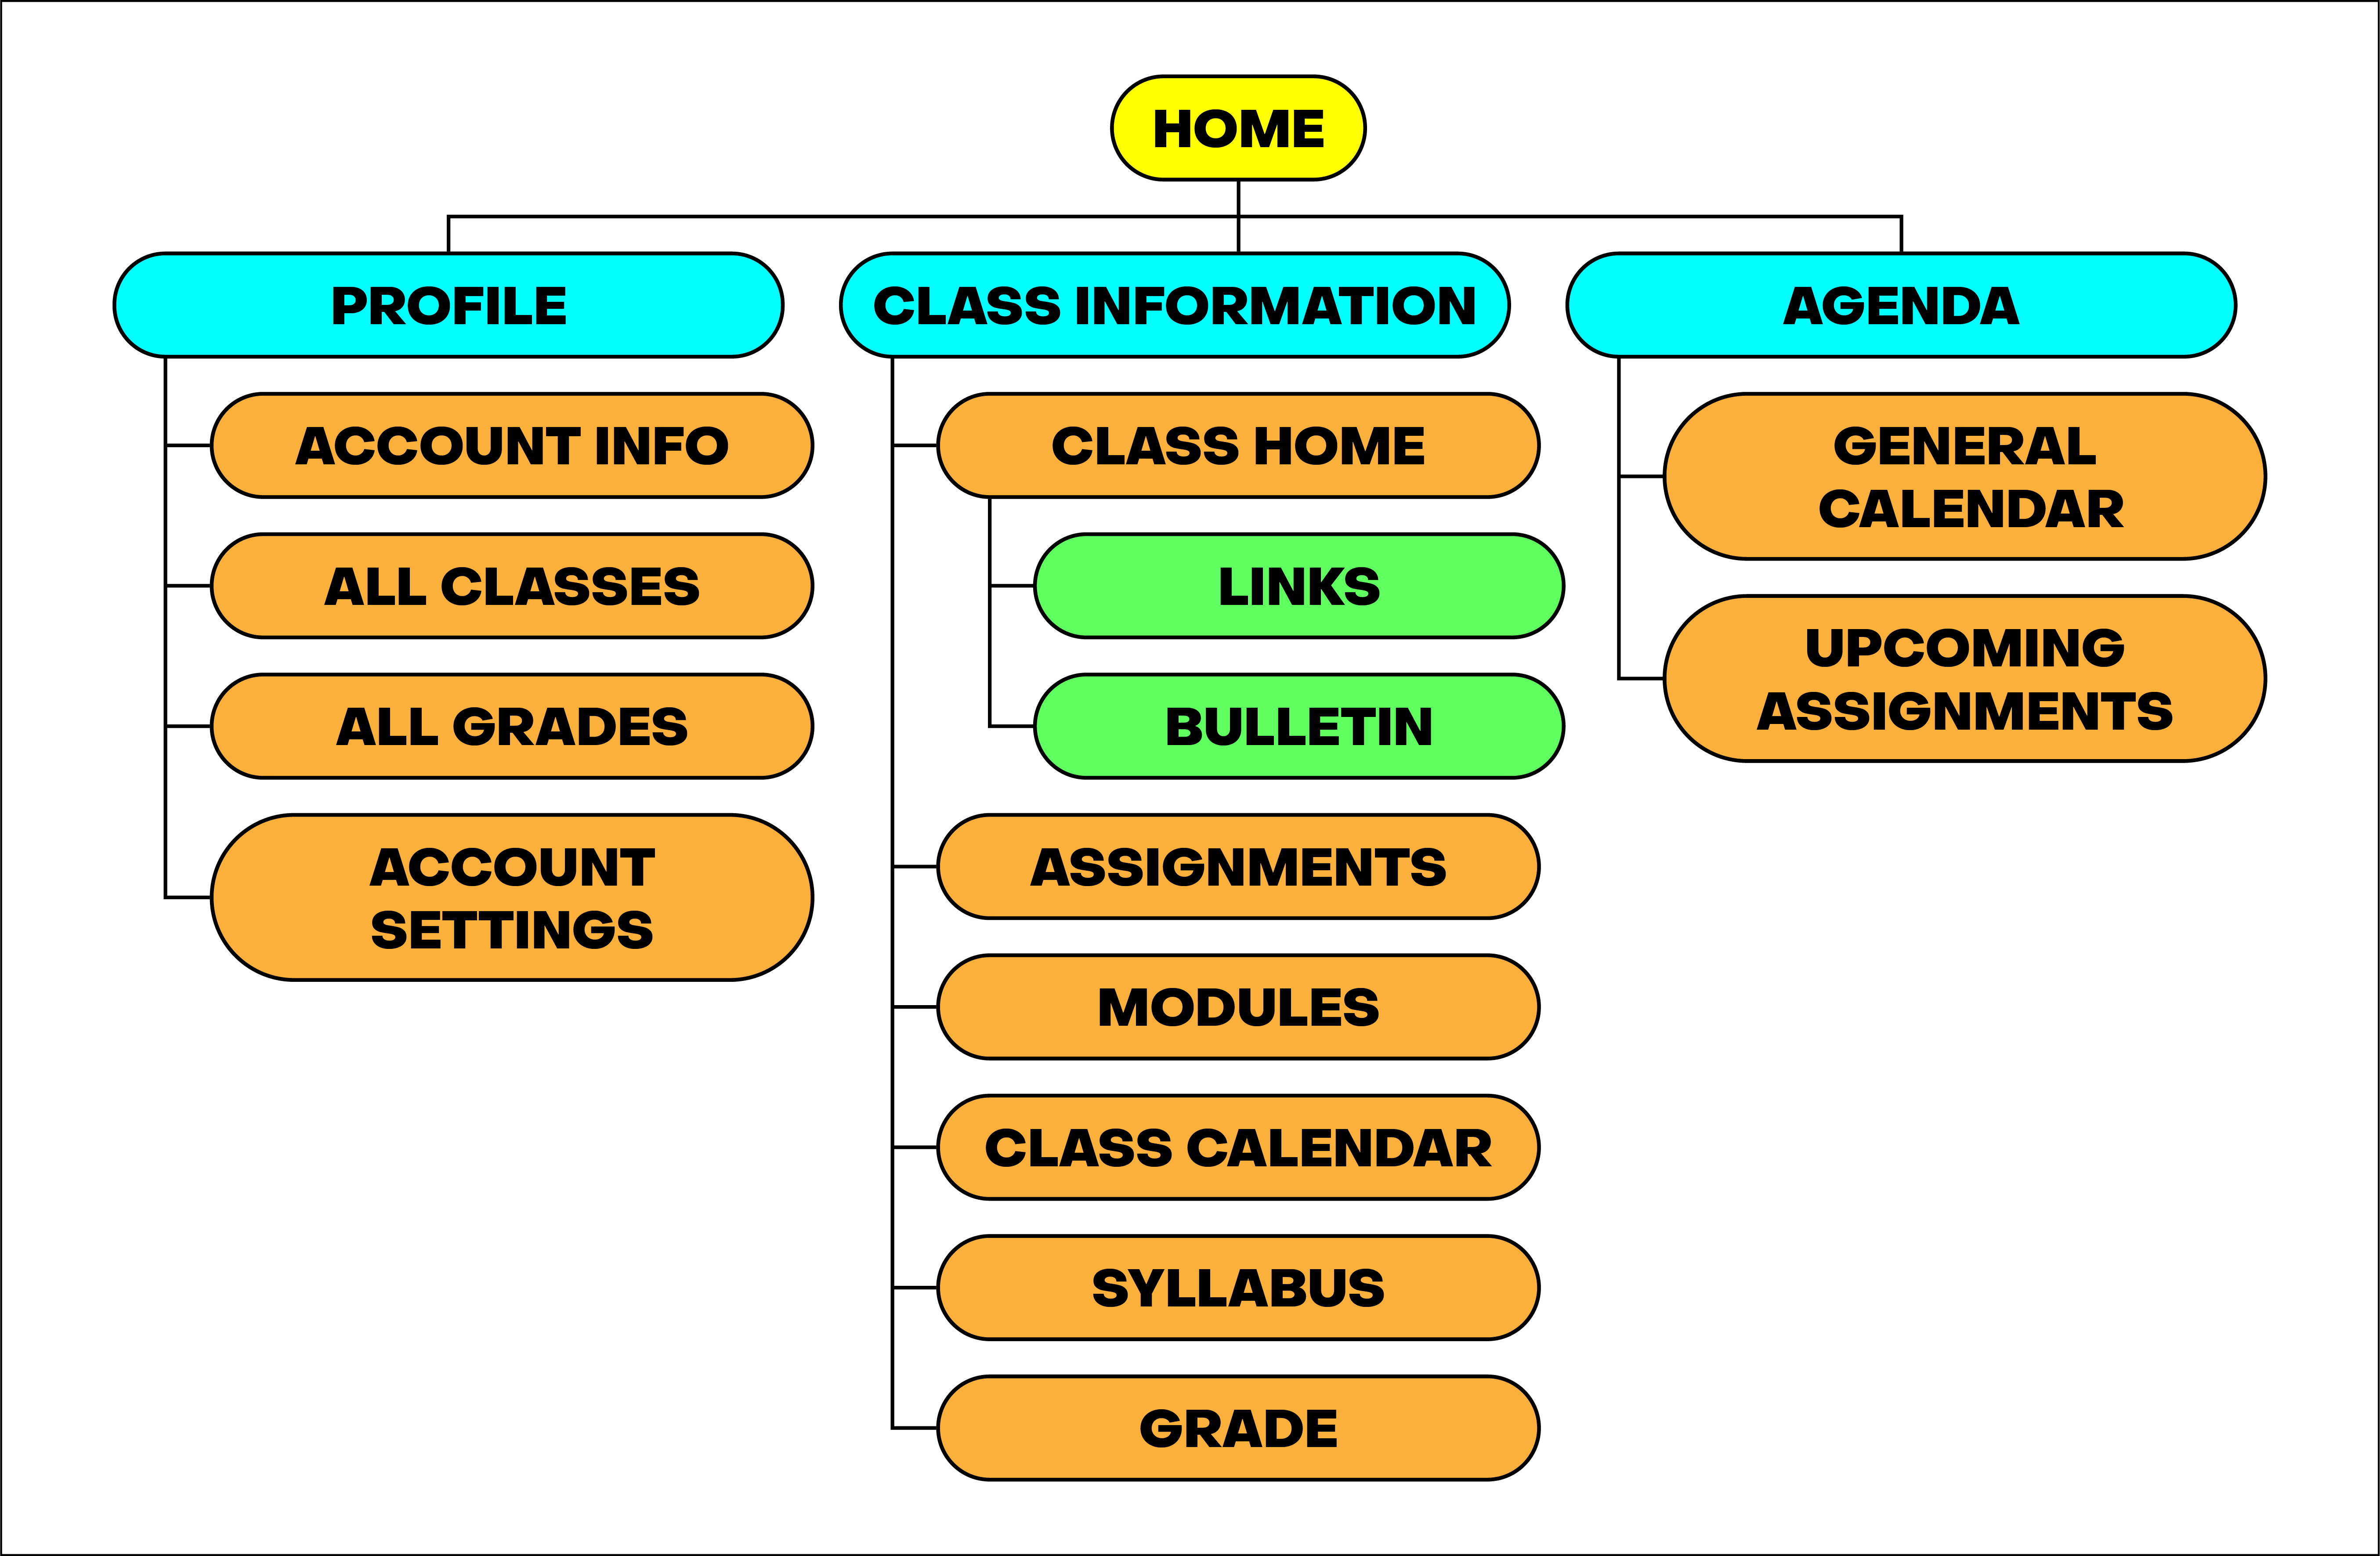 HOME
PROFILE
ACCOUNT INFO
ALL CLASSES
ALL GRADES
ACCOUNT
SETTINGS
CLASS INFORMATION
CLASS HOME
LINKS
BULLETIN
ASSIGNMENTS
MODULES
CLASS CALENDAR
SYLLABUS
GRADE
AGENDA
GENERAL
CALENDAR
UPCOMING
ASSIGNMENTS